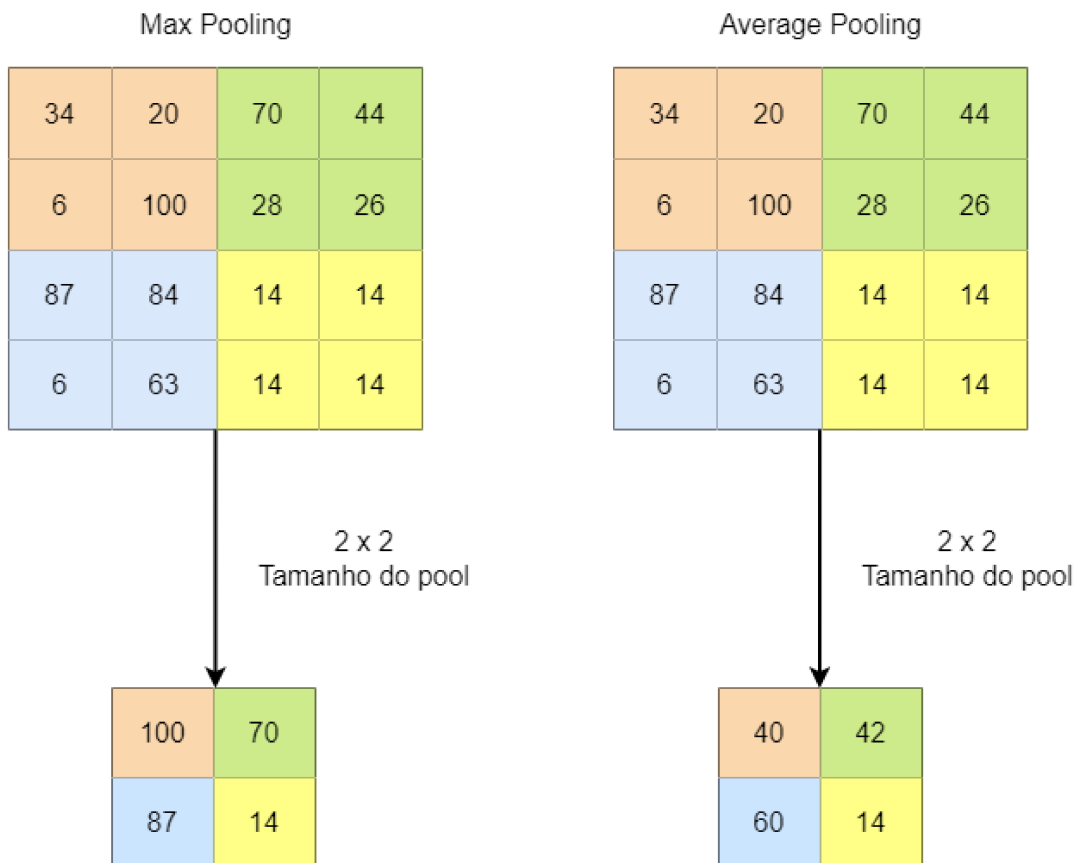 Max Pooling
34 20 70 44
6 100 28 26
87 84 14 14
6 63 14 14
2 x 2
Tamanho do pool
100 70
87 14
Average Pooling
34 20 70 44
6 100 28 26
87 84 14 14
6 63 14 14
2 x 2
Tamanho do pool
40 42
60 14